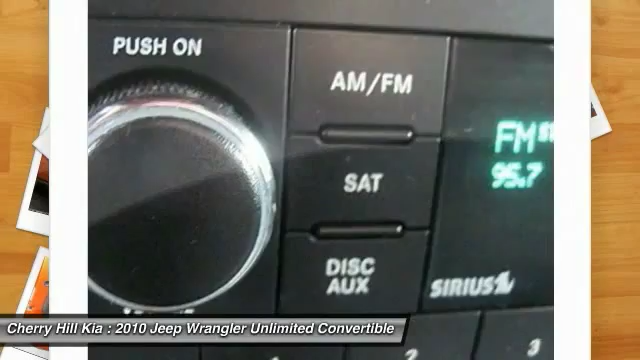 PUSH ON
AM/FM
FM
95.7
SAT
DISC
AUX
SIRIUS
2
3
Cherry Hill Kia : 2010 Jeep Wrangler Unlimited Convertible